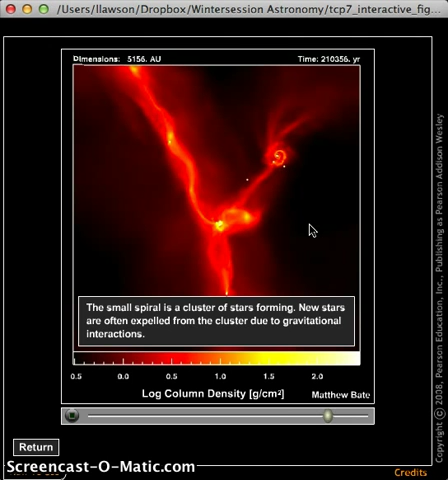 /Users/llawson/Dropbox/Wintersession Astronomy/tcp7_interactive_fig...
Dimensions: 5156. AU
Time: 210356. yr
The small spiral is a cluster of stars forming. New stars
are often expelled from the cluster due to gravitational
interactions.
0.5 0.0 0.5 1.0 1.5 2.0
Log Column Density [g/cm²]
Matthew Bate
Copyright © 2038, Pearson Education, Inc., Publishing as Pearson Addison Wesley
Return
Screencast-O-Matic.com
Credits